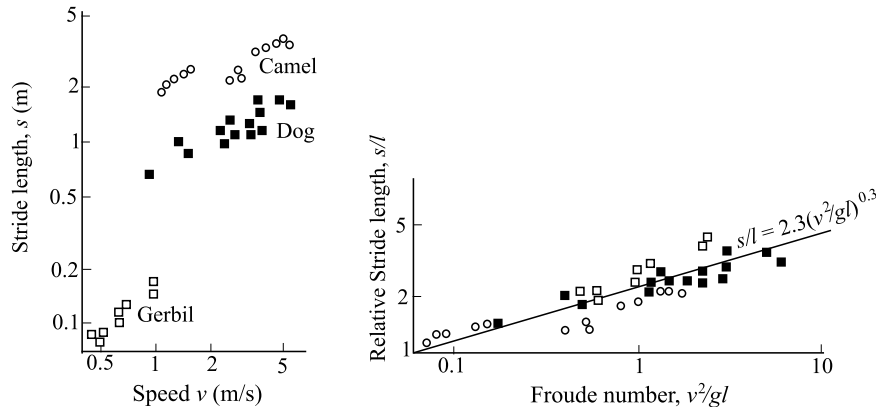 5
2
1
0.5
0.2
0.1
Stride length, s (m)
Camel
Dog
Gerbil
0.5 1 2 5
Speed v (m/s)
5
2
1
Relative Stride length, s/l
s/l = 2.3(v²/gl)^0.3
0.1 1 10
Froude number, v²/gl